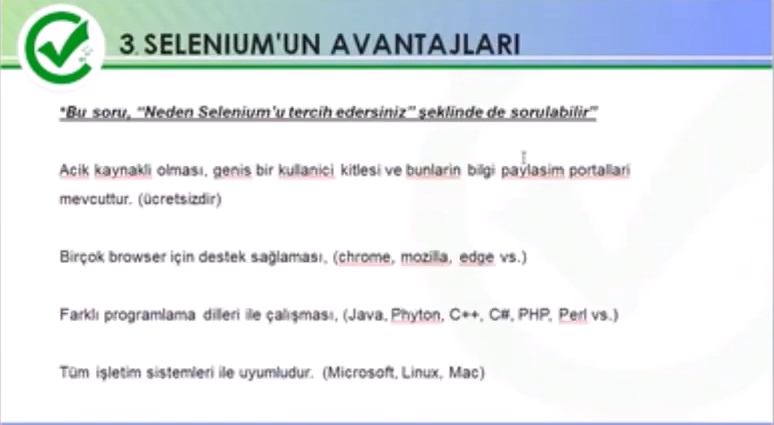 3. SELENIUM'UN AVANTAJLARI
*Bu soru, "Neden Selenium'u tercih edersiniz" şeklinde de sorulabilir"
Acik kaynakli olması, genis bir kullanici kitlesi ve bunlarin bilgi paylasim portallari
mevcuttur. (ücretsizdir)
Birçok browser için destek sağlaması, (chrome, mozilla, edge vs.)
Farklı programlama dilleri ile çalışması, (Java, Phyton, C++, C#, PHP, Perl vs.)
Tüm işletim sistemleri ile uyumludur. (Microsoft, Linux, Mac)